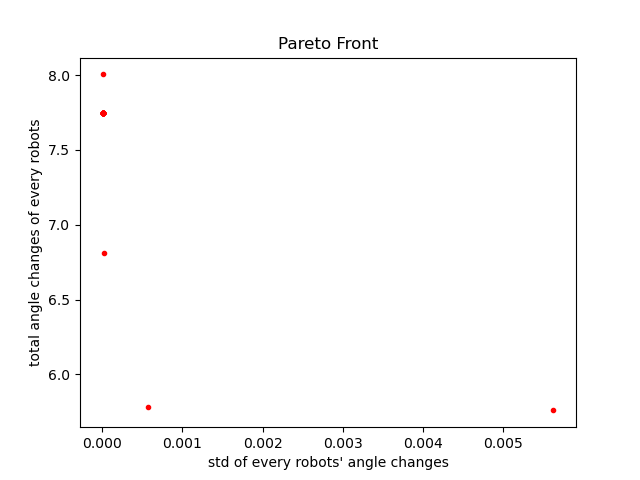 Pareto Front
total angle changes of every robots
8.0
7.5
7.0
6.5
6.0
0.000 0.001 0.002 0.003 0.004 0.005
std of every robots' angle changes